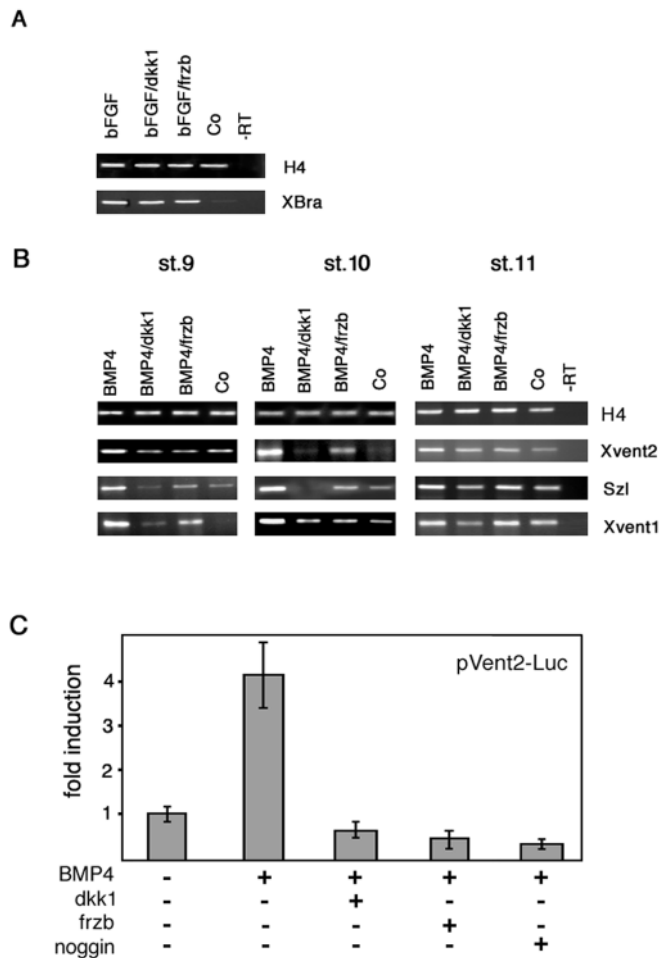 A
bFGF
bFGF/dkk1
bFGF/frzb
Co
-RT
H4
XBra
B
st.9 st.10 st.11
BMP4
BMP4/dkk1
BMP4/frzb
Co
BMP4
BMP4/dkk1
BMP4/frzb
Co
BMP4
BMP4/dkk1
BMP4/frzb
Co
-RT
H4
Xvent2
Szl
Xvent1
C
pVent2-Luc
fold induction
4
3
2
1
BMP4 - + + + +
dkk1 - - + - -
frzb - - - + -
noggin - - - - +